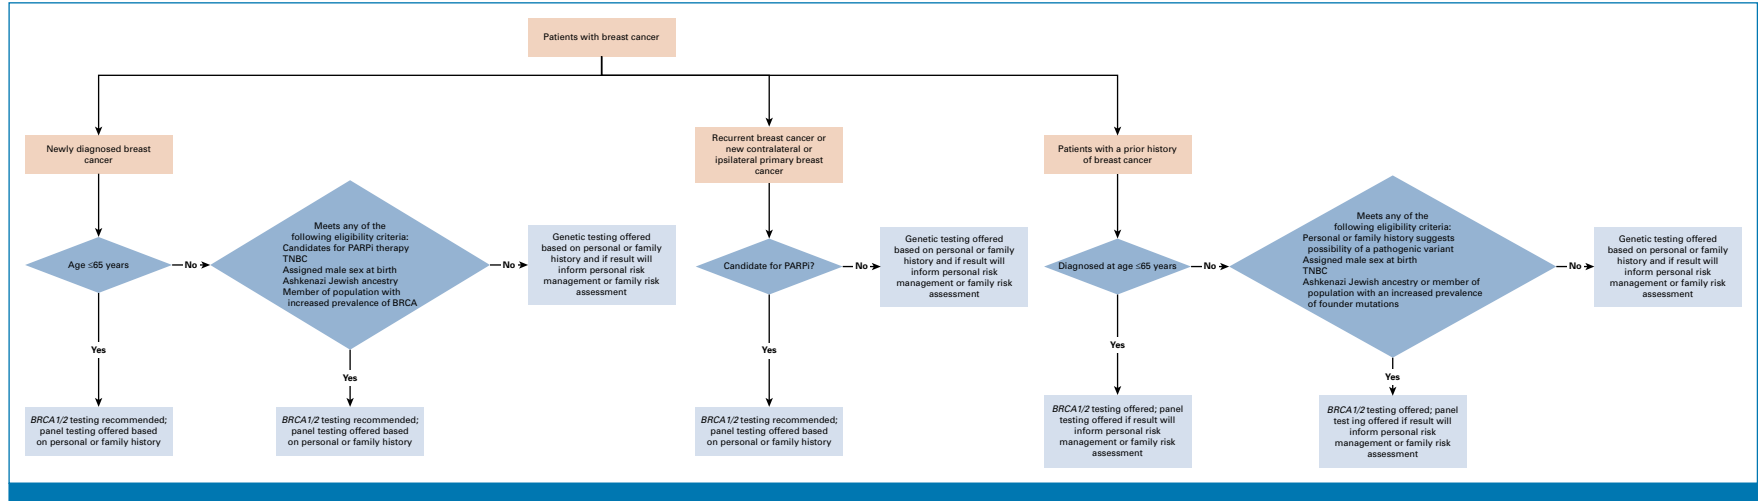 Patients with breast cancer
Newly diagnosed breast
cancer
Age ≤65 years
No
Meets any of the
following eligibility criteria:
Candidates for PARPi therapy
TNBC
Assigned male sex at birth
Ashkenazi Jewish ancestry
Member of population with
increased prevalence of BRCA
No
Genetic testing offered
based on personal or family
history and if result will
inform personal risk
management or family risk
assessment
Yes
BRCA1/2 testing recommended;
panel testing offered based
on personal or family history
Yes
BRCA1/2 testing recommended;
panel testing offered based
on personal or family history
Recurrent breast cancer or
new contralateral or
ipsilateral primary breast
cancer
Candidate for PARPi?
No
Genetic testing offered
based on personal or family
history and if result will
inform personal risk
management or family risk
assessment
Yes
BRCA1/2 testing recommended;
panel testing offered based
on personal or family history
Patients with a prior history
of breast cancer
Diagnosed at age ≤65 years
No
Meets any of the
following eligibility criteria:
Personal or family history suggests
possibility of a pathogenic variant
Assigned male sex at birth
TNBC
Ashkenazi Jewish ancestry or member of
population with an increased prevalence
of founder mutations
No
Genetic testing offered
based on personal or family
history and if result will
inform personal risk
management or family risk
assessment
Yes
BRCA1/2 testing offered; panel
testing offered if result will
inform personal risk
management or family risk
assessment
Yes
BRCA1/2 testing offered; panel
test ing offered if result will
inform personal risk
management or family risk
assessment